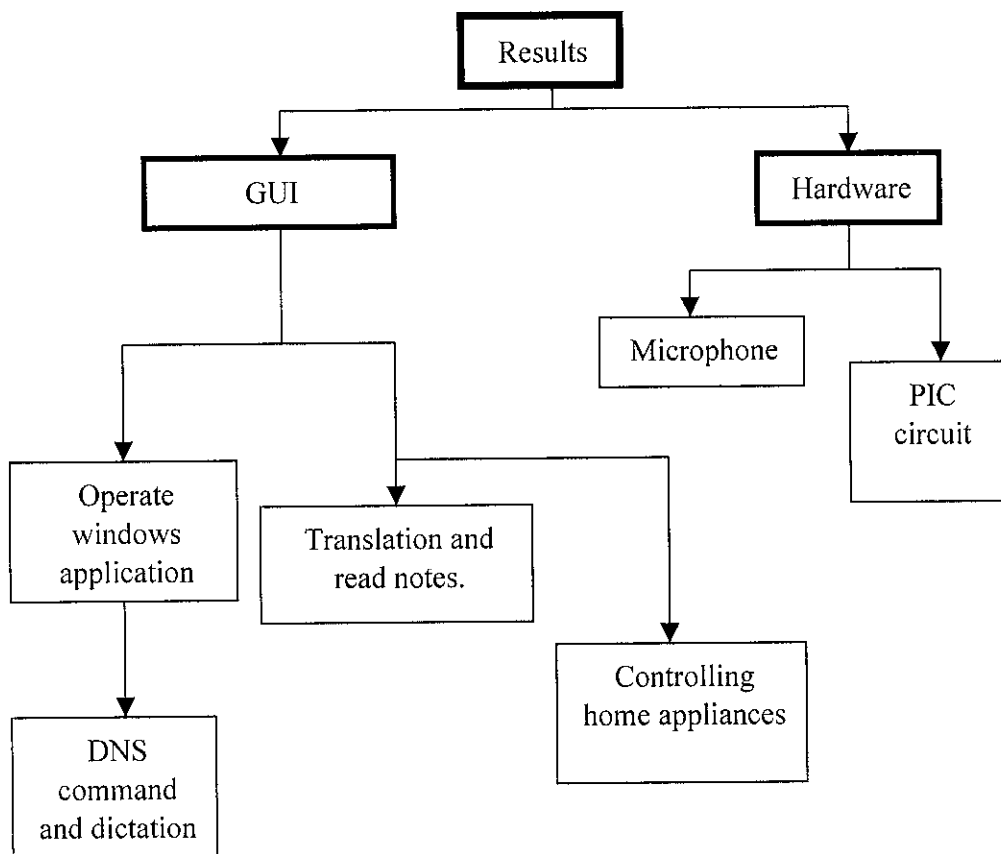 Results
GUI
Hardware
Microphone
PIC
circuit
Operate
windows
application
Translation and
read notes.
Controlling
home appliances
DNS
command
and dictation